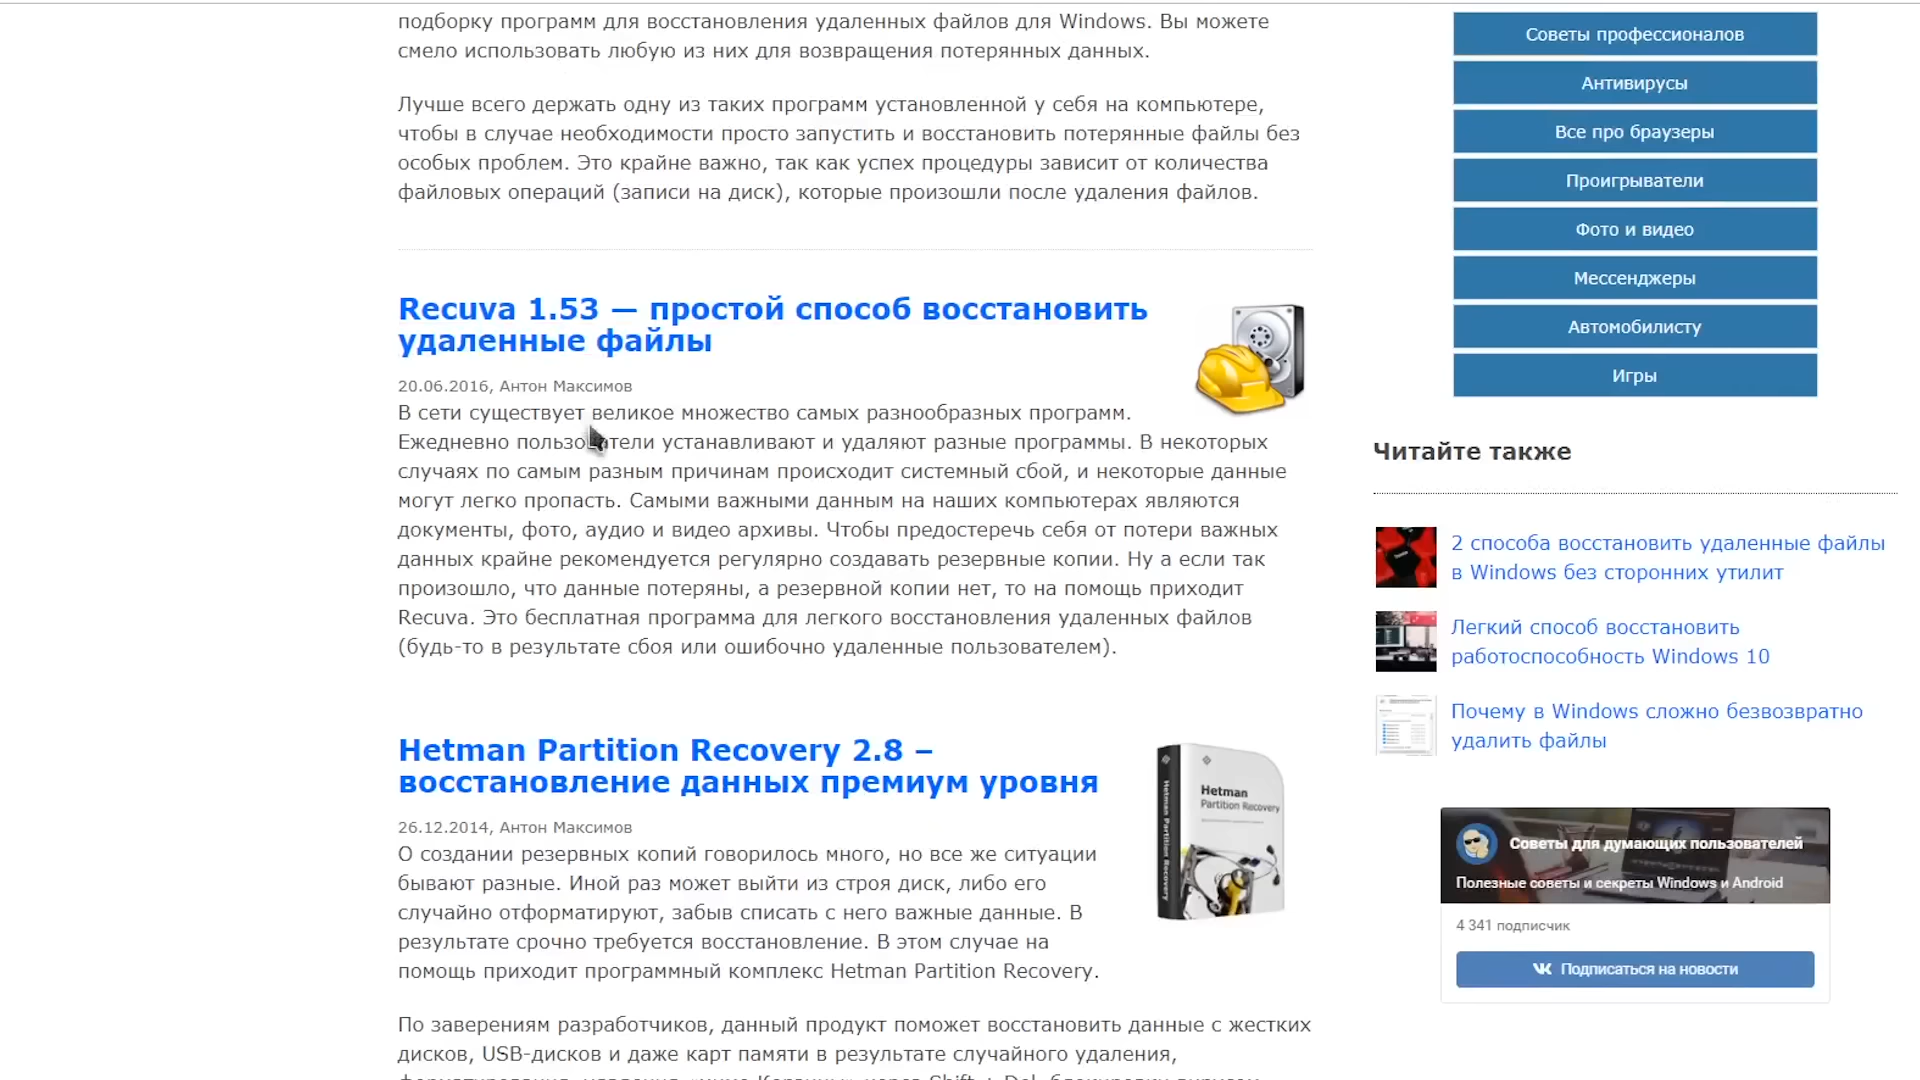 подборку программ для восстановления удаленных файлов для Windows. Вы можете
смело использовать любую из них для возвращения потерянных данных.
Лучше всего держать одну из таких программ установленной у себя на компьютере,
чтобы в случае необходимости просто запустить и восстановить потерянные файлы без
особых проблем. Это крайне важно, так как успех процедуры зависит от количества
файловых операций (записи на диск), которые произошли после удаления файлов.
Recuva 1.53 — простой способ восстановить
удаленные файлы
20.06.2016, Антон Максимов
В сети существует великое множество самых разнообразных программ.
Ежедневно пользователи устанавливают и удаляют разные программы. В некоторых
случаях по самым разным причинам происходит системный сбой, и некоторые данные
могут легко пропасть. Самыми важными данным на наших компьютерах являются
документы, фото, аудио и видео архивы. Чтобы предостеречь себя от потери важных
данных крайне рекомендуется регулярно создавать резервные копии. Ну а если так
произошло, что данные потеряны, а резервной копии нет, то на помощь приходит
Recuva. Это бесплатная программа для легкого восстановления удаленных файлов
(будь-то в результате сбоя или ошибочно удаленные пользователем).
Hetman Partition Recovery 2.8 –
восстановление данных премиум уровня
26.12.2014, Антон Максимов
О создании резервных копий говорилось много, но все же ситуации
бывают разные. Иной раз может выйти из строя диск, либо его
случайно отформатируют, забыв списать с него важные данные. В
результате срочно требуется восстановление. В этом случае на
помощь приходит программный комплекс Hetman Partition Recovery.
Hetman
Partition Recovery
Hetman Partition Recovery
По заверениям разработчиков, данный продукт поможет восстановить данные с жестких
дисков, USB-дисков и даже карт памяти в результате случайного удаления,
Советы профессионалов
Антивирусы
Все про браузеры
Проигрыватели
Фото и видео
Мессенджеры
Автомобилисту
Игры
Читайте также
2 способа восстановить удаленные файлы
в Windows без сторонних утилит
Легкий способ восстановить
работоспособность Windows 10
Почему в Windows сложно безвозвратно
удалить файлы
Советы для думающих пользователей
Полезные советы и секреты Windows и Android
4 341 подписчик
Подписаться на новости